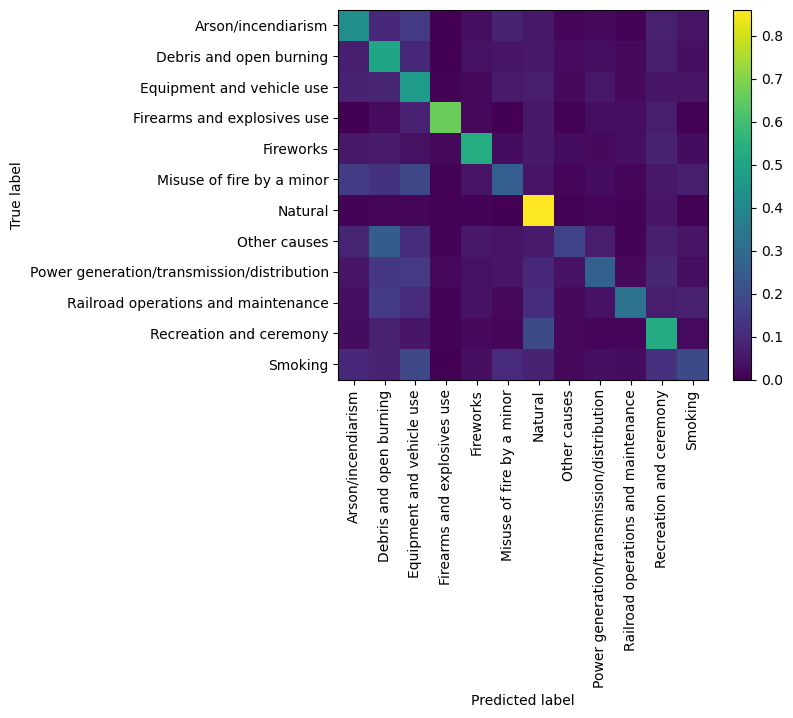 True label
Arson/incendiarism
Debris and open burning
Equipment and vehicle use
Firearms and explosives use
Fireworks
Misuse of fire by a minor
Natural
Other causes
Power generation/transmission/distribution
Railroad operations and maintenance
Recreation and ceremony
Smoking
Arson/incendiarism
Debris and open burning
Equipment and vehicle use
Firearms and explosives use
Fireworks
Misuse of fire by a minor
Natural
Other causes
Power generation/transmission/distribution
Railroad operations and maintenance
Recreation and ceremony
Smoking
Predicted label
0.8
0.7
0.6
0.5
0.4
0.3
0.2
0.1
0.0